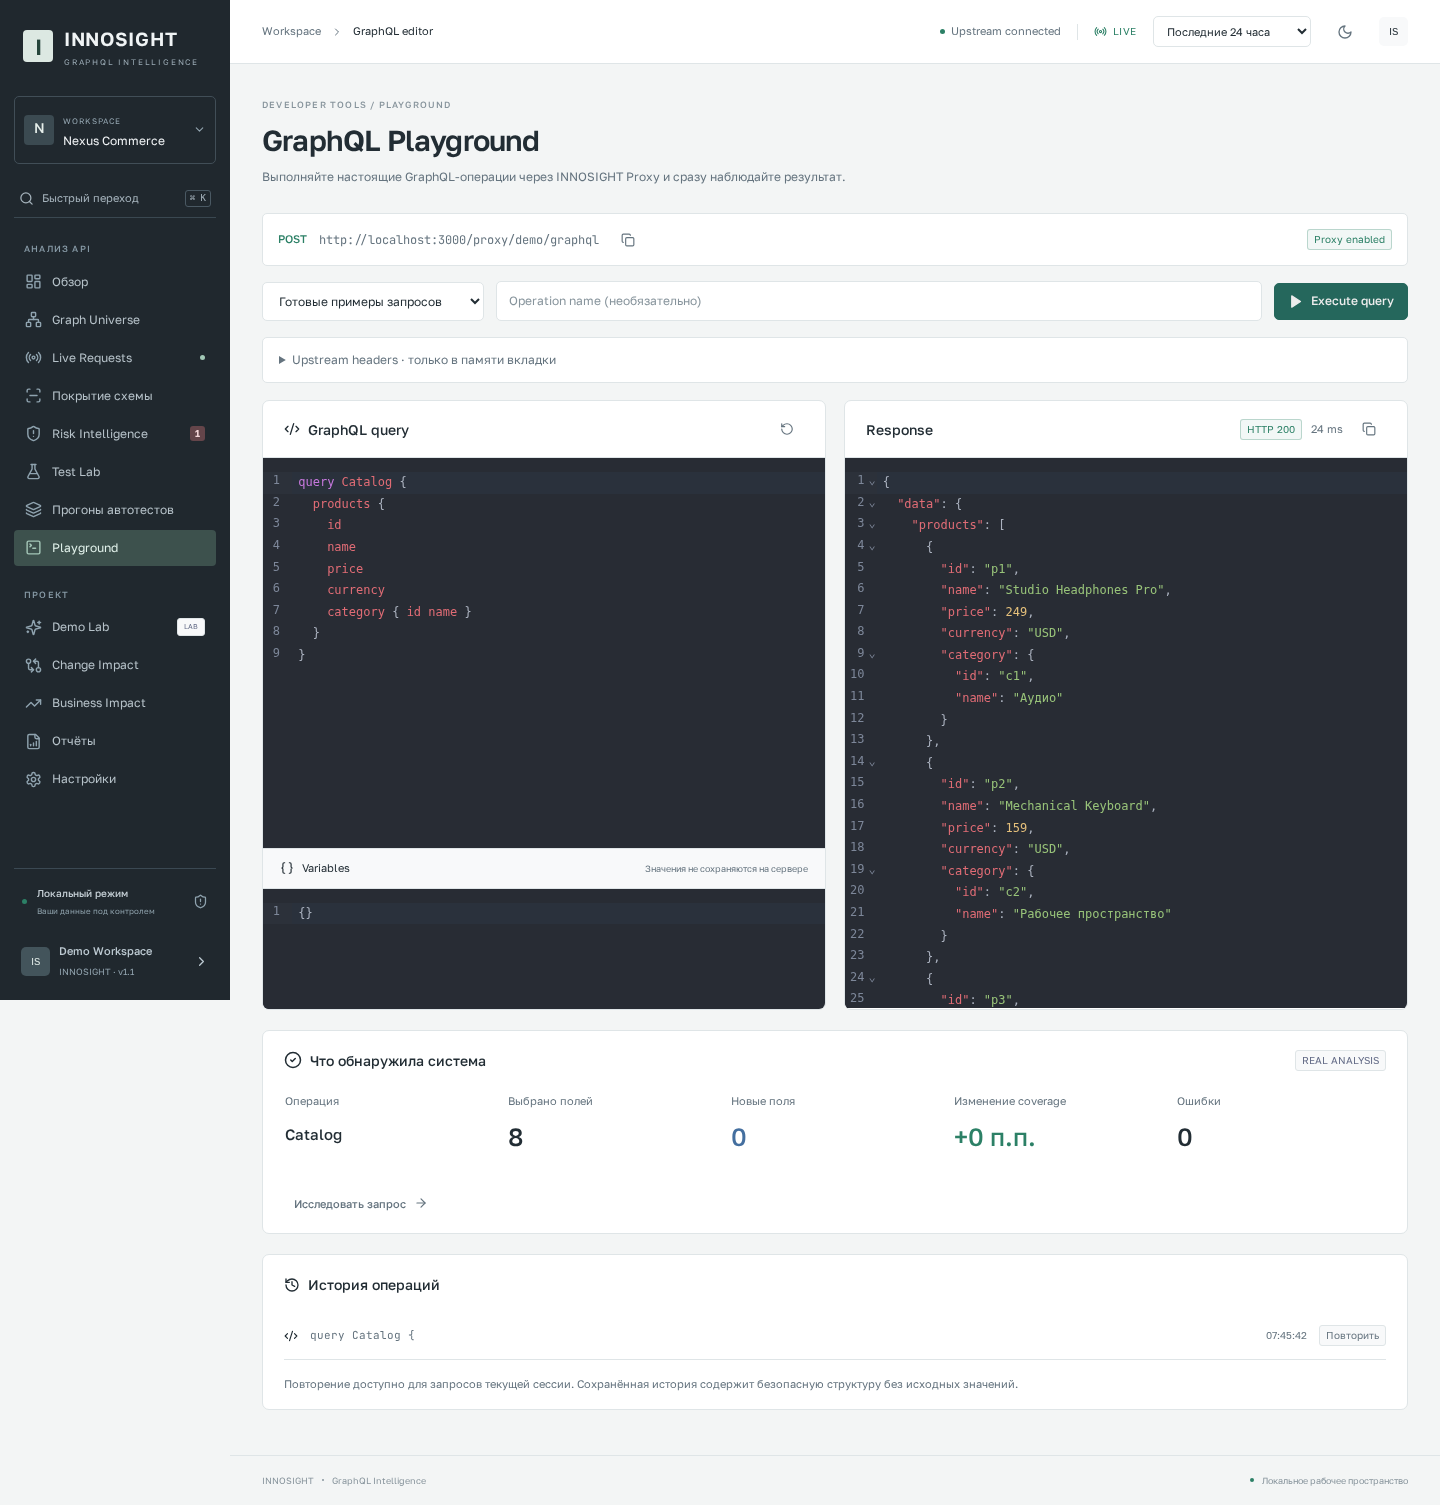 INNOSIGHT
GRAPHQL INTELLIGENCE
N
WORKSPACE
Nexus Commerce
Быстрый переход
⌘ K
АНАЛИЗ API
Обзор
Graph Universe
Live Requests
Покрытие схемы
Risk Intelligence
1
Test Lab
Прогоны автотестов
Playground
ПРОЕКТ
Demo Lab
LAB
Change Impact
Business Impact
Отчёты
Настройки
Локальный режим
Ваши данные под контролем
IS
Demo Workspace
INNOSIGHT · v1.1
Workspace
GraphQL editor
Upstream connected
LIVE
Последние 24 часа
IS
DEVELOPER TOOLS / PLAYGROUND
GraphQL Playground
Выполняйте настоящие GraphQL-операции через INNOSIGHT Proxy и сразу наблюдайте результат.
POST http://localhost:3000/proxy/demo/graphql
Proxy enabled
Готовые примеры запросов
Operation name (необязательно)
Execute query
Upstream headers · только в памяти вкладки
GraphQL query
1 query Catalog {
2 products {
3 id
4 name
5 price
6 currency
7 category { id name }
8 }
9 }
{} Variables
Значения не сохраняются на сервере
1 {}
Response
HTTP 200
24 ms
1 {
2 "data": {
3 "products": [
4 {
5 "id": "p1",
6 "name": "Studio Headphones Pro",
7 "price": 249,
8 "currency": "USD",
9 "category": {
10 "id": "c1",
11 "name": "Аудио"
12 }
13 },
14 {
15 "id": "p2",
16 "name": "Mechanical Keyboard",
17 "price": 159,
18 "currency": "USD",
19 "category": {
20 "id": "c2",
21 "name": "Рабочее пространство"
22 }
23 },
24 {
25 "id": "p3",
Что обнаружила система
REAL ANALYSIS
Операция
Catalog
Выбрано полей
8
Новые поля
0
Изменение coverage
+0 п.п.
Ошибки
0
Исследовать запрос
История операций
query Catalog {
07:45:42
Повторить
Повторение доступно для запросов текущей сессии. Сохранённая история содержит безопасную структуру без исходных значений.
INNOSIGHT · GraphQL Intelligence
Локальное рабочее пространство